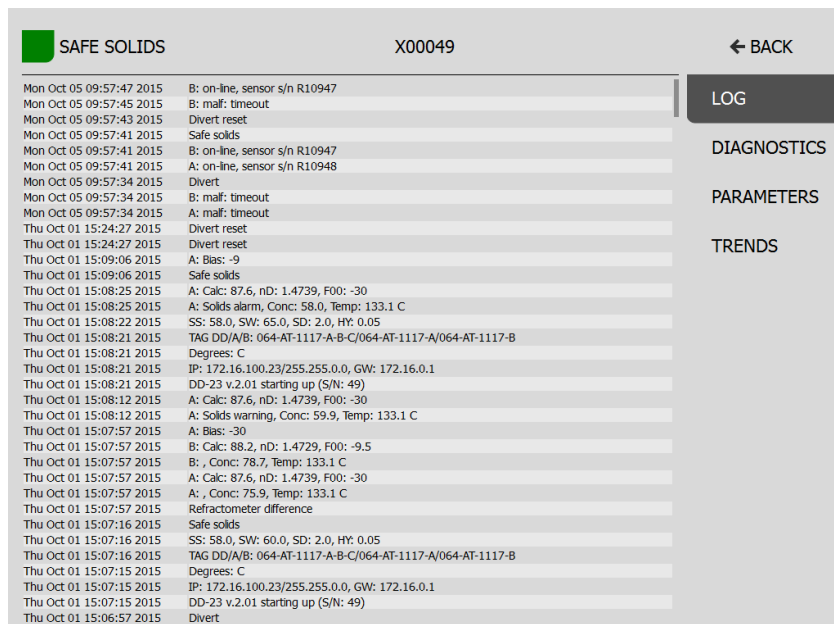 SAFE SOLIDS X00049 ← BACK
LOG
DIAGNOSTICS
PARAMETERS
TRENDS
Mon Oct 05 09:57:47 2015 B: on-line, sensor s/n R10947
Mon Oct 05 09:57:45 2015 B: malf: timeout
Mon Oct 05 09:57:43 2015 Divert reset
Mon Oct 05 09:57:41 2015 Safe solids
Mon Oct 05 09:57:41 2015 B: on-line, sensor s/n R10947
Mon Oct 05 09:57:41 2015 A: on-line, sensor s/n R10948
Mon Oct 05 09:57:34 2015 Divert
Mon Oct 05 09:57:34 2015 B: malf: timeout
Mon Oct 05 09:57:34 2015 A: malf: timeout
Thu Oct 01 15:24:27 2015 Divert reset
Thu Oct 01 15:24:27 2015 Divert reset
Thu Oct 01 15:09:06 2015 A: Bias: -9
Thu Oct 01 15:09:06 2015 Safe solids
Thu Oct 01 15:08:25 2015 A: Calc: 87.6, nD: 1.4739, F00: -30
Thu Oct 01 15:08:25 2015 A: Solids alarm, Conc: 58.0, Temp: 133.1 C
Thu Oct 01 15:08:22 2015 SS: 58.0, SW: 65.0, SD: 2.0, HY: 0.05
Thu Oct 01 15:08:21 2015 TAG DD/A/B: 064-AT-1117-A-B-C/064-AT-1117-A/064-AT-1117-B
Thu Oct 01 15:08:21 2015 Degrees: C
Thu Oct 01 15:08:21 2015 IP: 172.16.100.23/255.255.0.0, GW: 172.16.0.1
Thu Oct 01 15:08:21 2015 DD-23 v.2.01 starting up (S/N: 49)
Thu Oct 01 15:08:12 2015 A: Calc: 87.6, nD: 1.4739, F00: -30
Thu Oct 01 15:08:12 2015 A: Solids warning, Conc: 59.9, Temp: 133.1 C
Thu Oct 01 15:07:57 2015 A: Bias: -30
Thu Oct 01 15:07:57 2015 B: Calc: 88.2, nD: 1.4729, F00: -9.5
Thu Oct 01 15:07:57 2015 B: , Conc: 78.7, Temp: 133.1 C
Thu Oct 01 15:07:57 2015 A: Calc: 87.6, nD: 1.4739, F00: -30
Thu Oct 01 15:07:57 2015 A: , Conc: 75.9, Temp: 133.1 C
Thu Oct 01 15:07:57 2015 Refractometer difference
Thu Oct 01 15:07:16 2015 Safe solids
Thu Oct 01 15:07:16 2015 SS: 58.0, SW: 60.0, SD: 2.0, HY: 0.05
Thu Oct 01 15:07:16 2015 TAG DD/A/B: 064-AT-1117-A-B-C/064-AT-1117-A/064-AT-1117-B
Thu Oct 01 15:07:15 2015 Degrees: C
Thu Oct 01 15:07:15 2015 IP: 172.16.100.23/255.255.0.0, GW: 172.16.0.1
Thu Oct 01 15:07:15 2015 DD-23 v.2.01 starting up (S/N: 49)
Thu Oct 01 15:06:57 2015 Divert